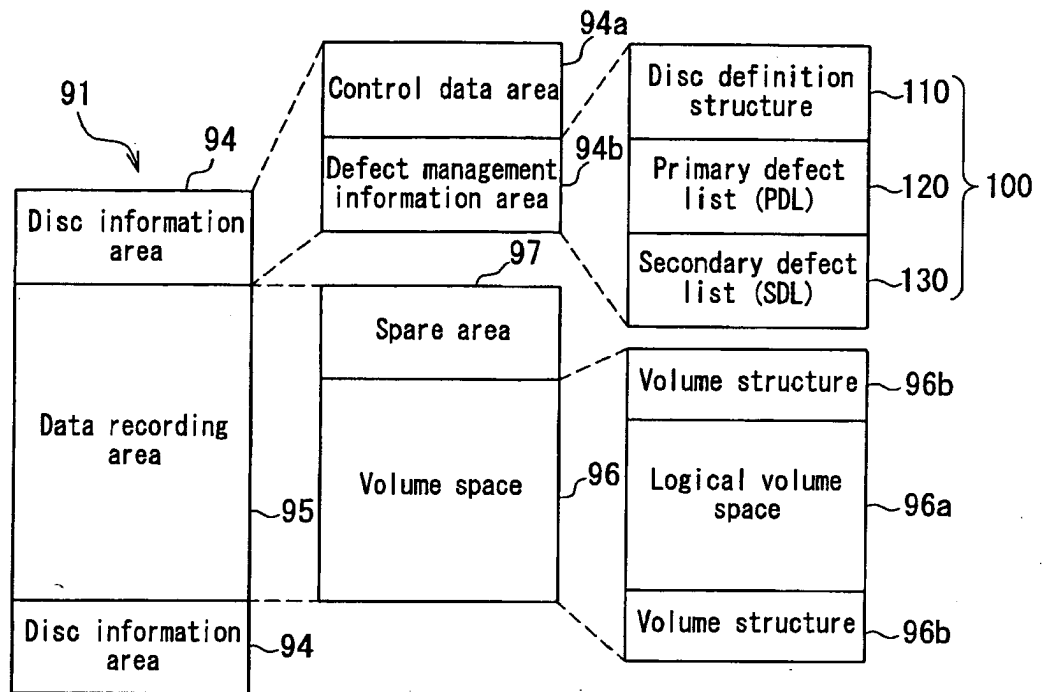 91
94
Disc information
area
Data recording
area
95
Disc information
area
94
94a
Control data area
Defect management
information area
94b
97
Spare area
Volume space
96
Disc definition
structure
110
Primary defect
list (PDL)
120
Secondary defect
list (SDL)
130
100
Volume structure
96b
Logical volume
space
96a
Volume structure
96b